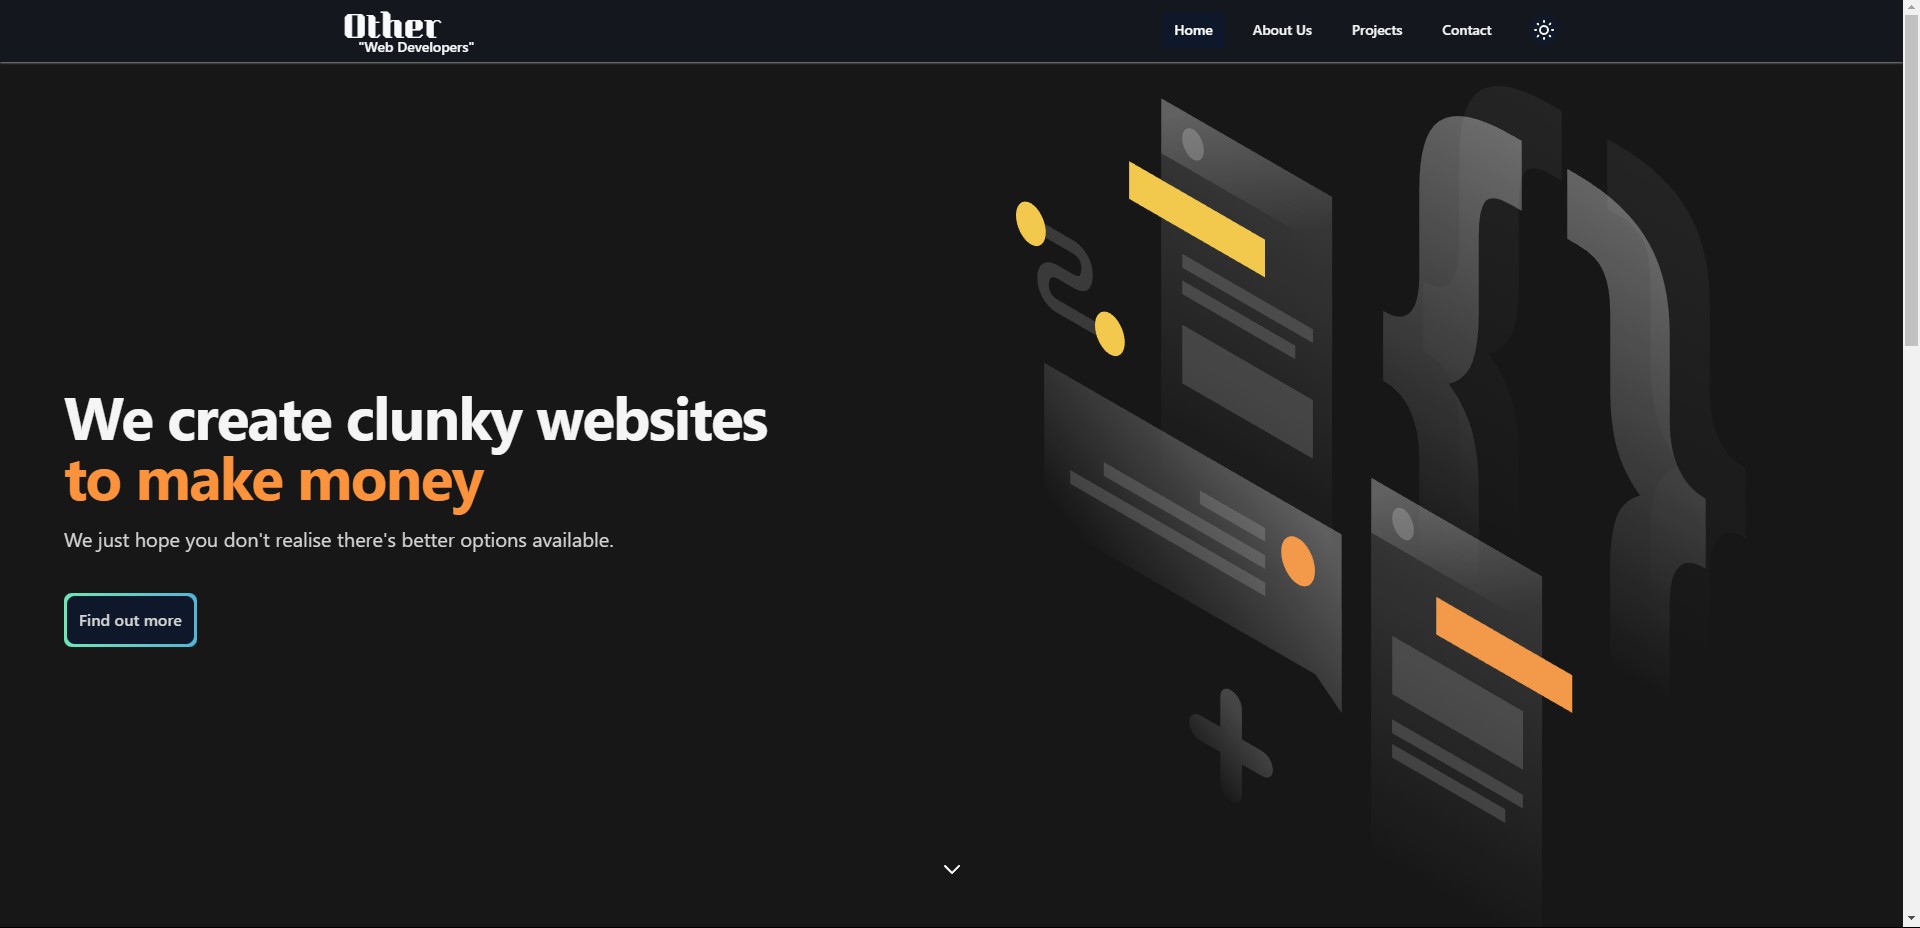 Other
"Web Developers"
Home
About Us
Projects
Contact
We create clunky websites
to make money
We just hope you don't realise there's better options available.
Find out more